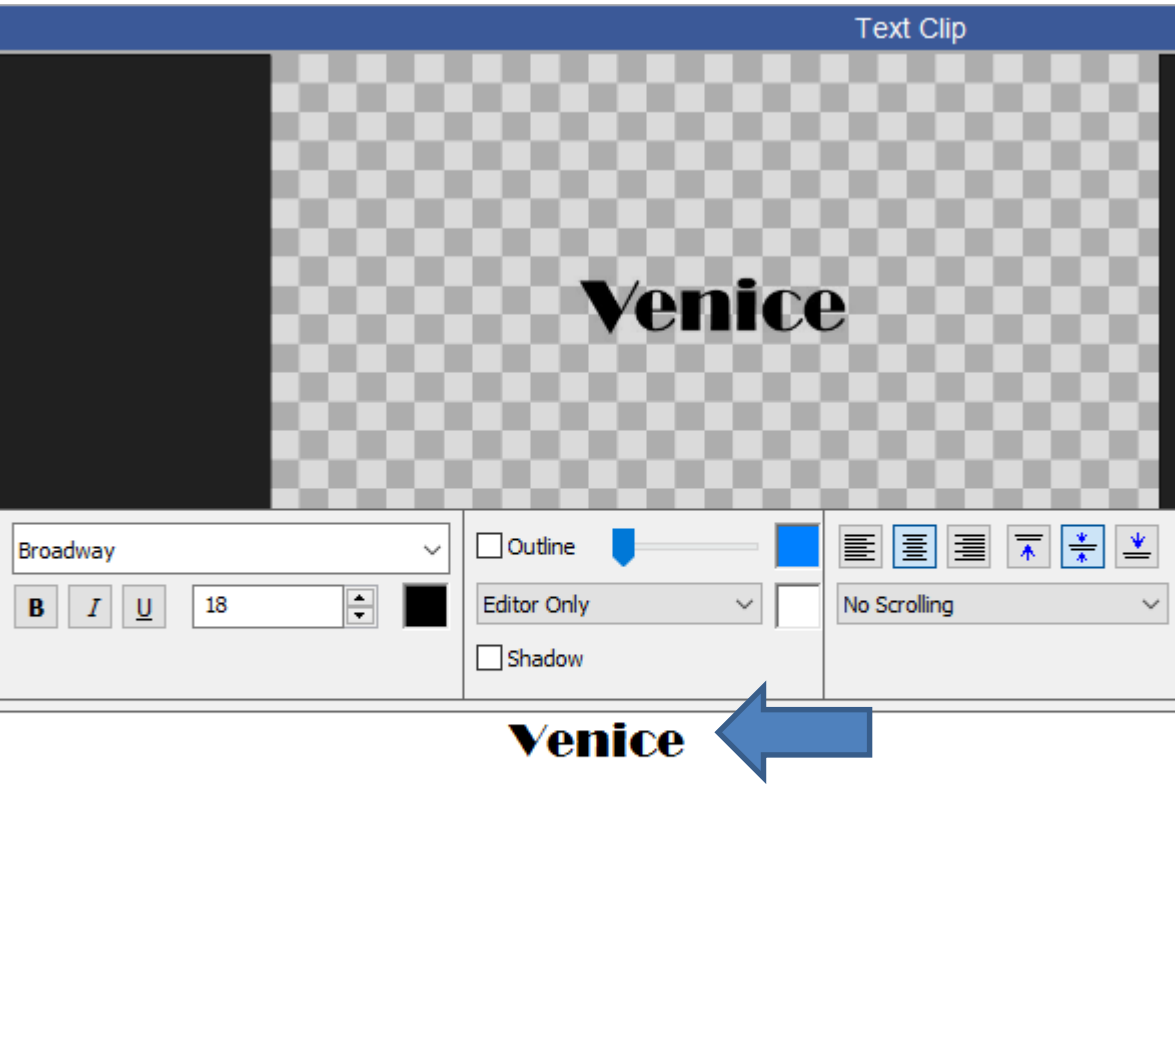 Text Clip
Venice
Broadway
Outline
B I U 18
Editor Only
No Scrolling
Shadow
Venice